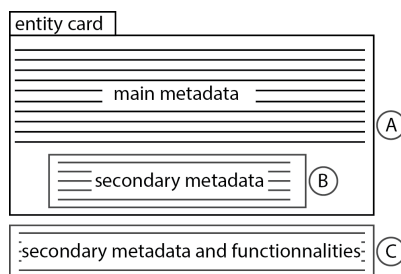 entity card
main metadata
A
secondary metadata
B
secondary metadata and functionnalities
C